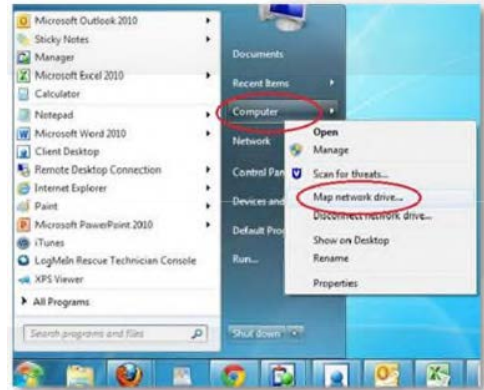 Microsoft Outlook 2010
Sticky Notes
Manager
Microsoft Excel 2010
Calculator
Notepad
Microsoft Word 2010
Client Desktop
Remote Desktop Connection
Internet Explorer
Paint
Microsoft PowerPoint 2010
iTunes
LogMeIn Rescue Technician Console
XPS Viewer
All Programs
Search programs and files
Documents
Recent Items
Computer
Network
Control Pan
Devices and
Default Pro
Run...
Shut down
Open
Manage
Scan for threats...
Map network drive...
Disconnect network drive...
Show on Desktop
Rename
Properties